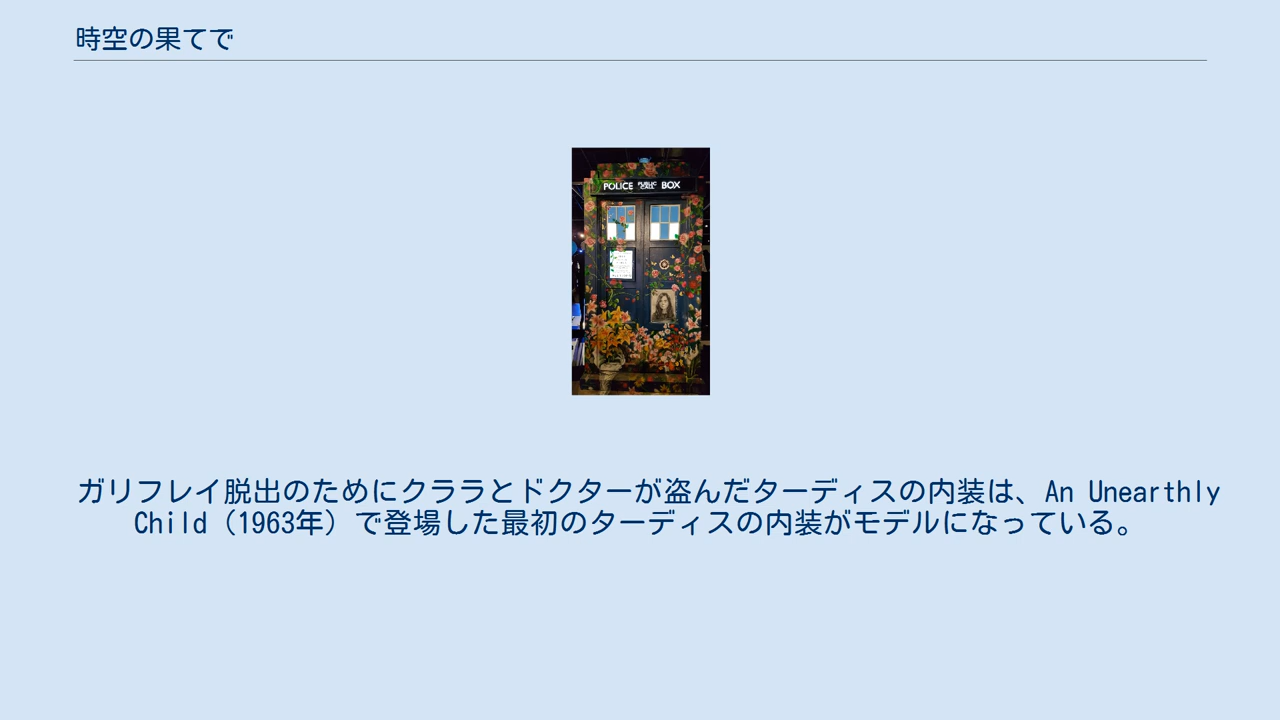 時空の果てで
POLICE PUBLIC CALL BOX
ガリフレイ脱出のためにクララとドクターが盗んだターディスの内装は、An Unearthly
Child（1963年）で登場した最初のターディスの内装がモデルになっている。